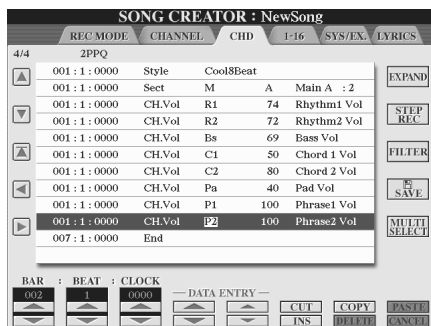 SONG CREATOR : NewSong
REC MODE CHANNEL CHD 1-16 SYS/EX. LYRICS
4/4 2PPQ
001 : 1 : 0000 Style Cool8Beat
001 : 1 : 0000 Sect M A Main A : 2
001 : 1 : 0000 CH.Vol R1 74 Rhythm1 Vol
001 : 1 : 0000 CH.Vol R2 72 Rhythm2 Vol
001 : 1 : 0000 CH.Vol Bs 69 Bass Vol
001 : 1 : 0000 CH.Vol C1 50 Chord 1 Vol
001 : 1 : 0000 CH.Vol C2 80 Chord 2 Vol
001 : 1 : 0000 CH.Vol Pa 40 Pad Vol
001 : 1 : 0000 CH.Vol P1 100 Phrase1 Vol
001 : 1 : 0000 CH.Vol P2 100 Phrase2 Vol
007 : 1 : 0000 End
EXPAND
STEP
REC
FILTER
SAVE
MULTI
SELECT
BAR : BEAT : CLOCK
002 1 0000
DATA ENTRY
CUT COPY PASTE
INS DELETE CANCEL